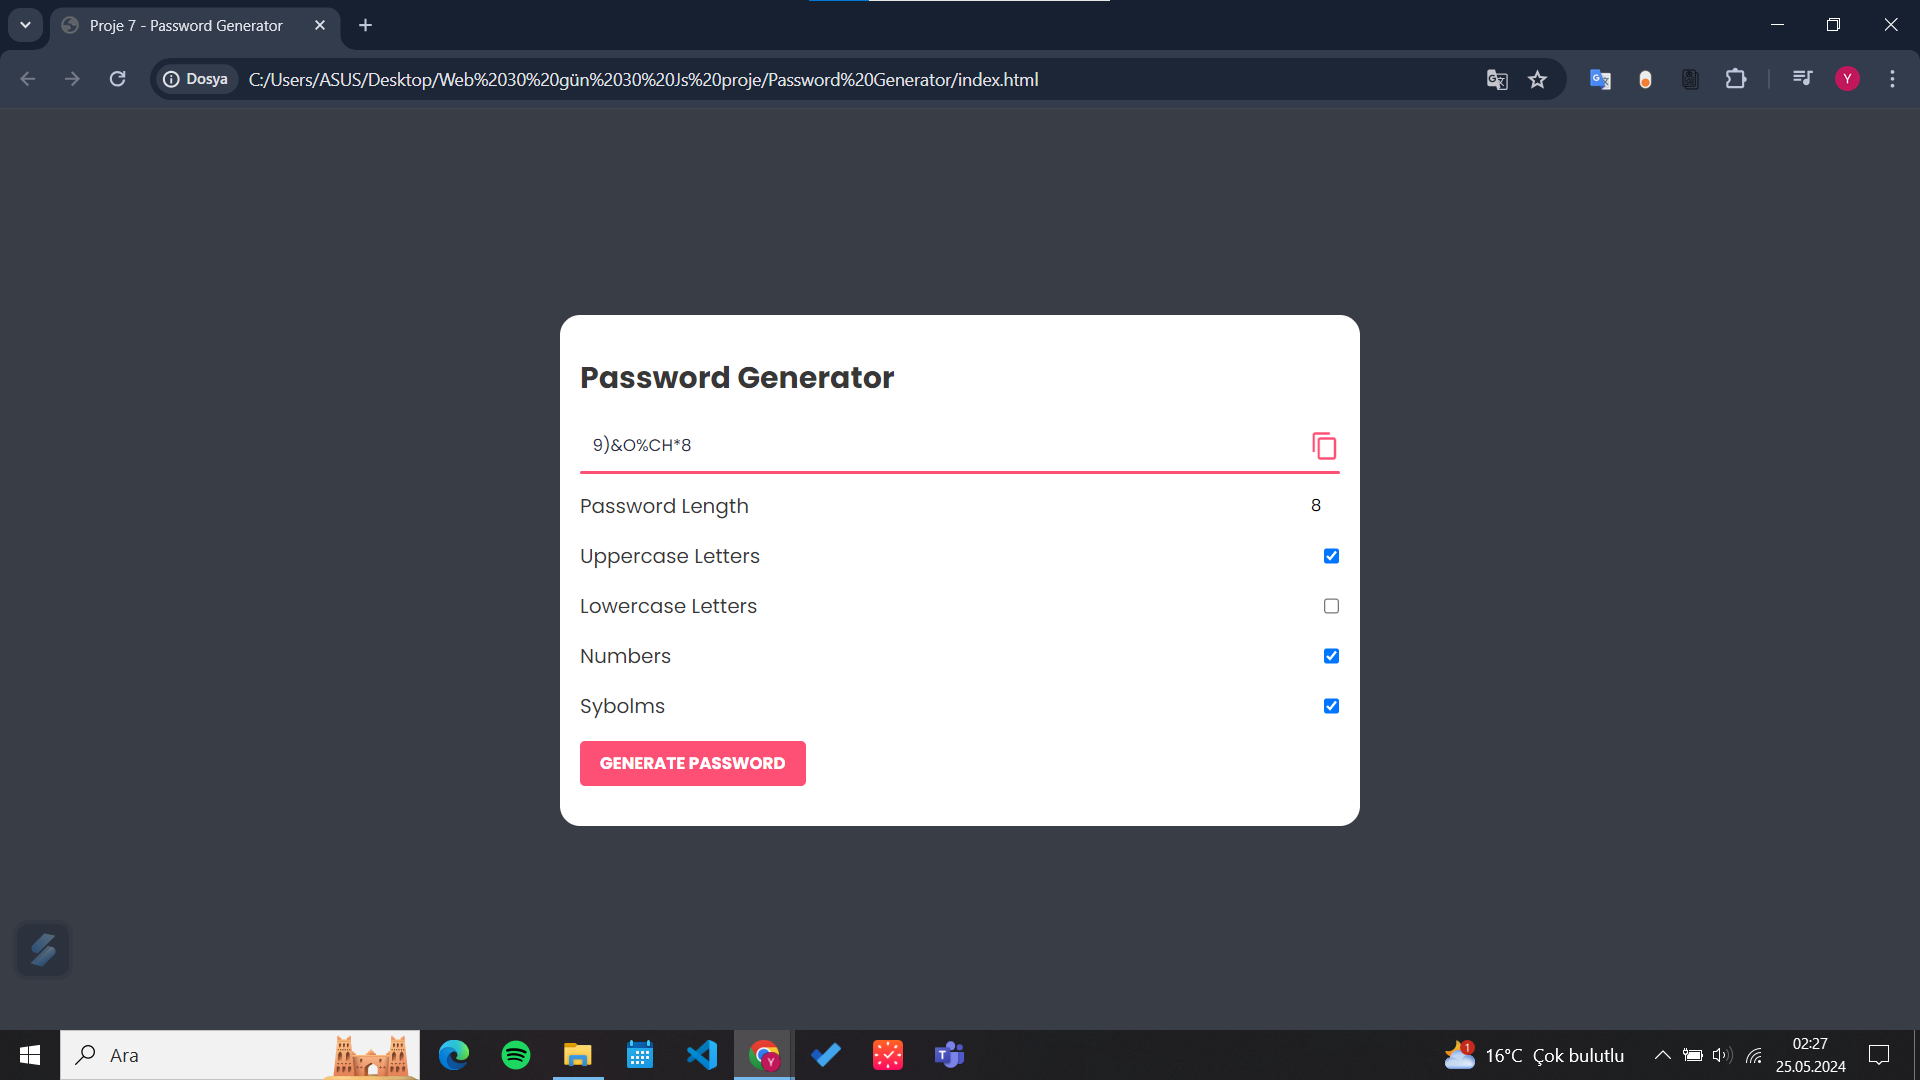 Proje 7 - Password Generator
Dosya C:/Users/ASUS/Desktop/Web%2030%20gün%2030%20Js%20proje/Password%20Generator/index.html
Y
Password Generator
9)&O%CH*8
Password Length 8
Uppercase Letters
Lowercase Letters
Numbers
Sybolms
GENERATE PASSWORD
Ara
1 16°C Çok bulutlu
02:27
25.05.2024